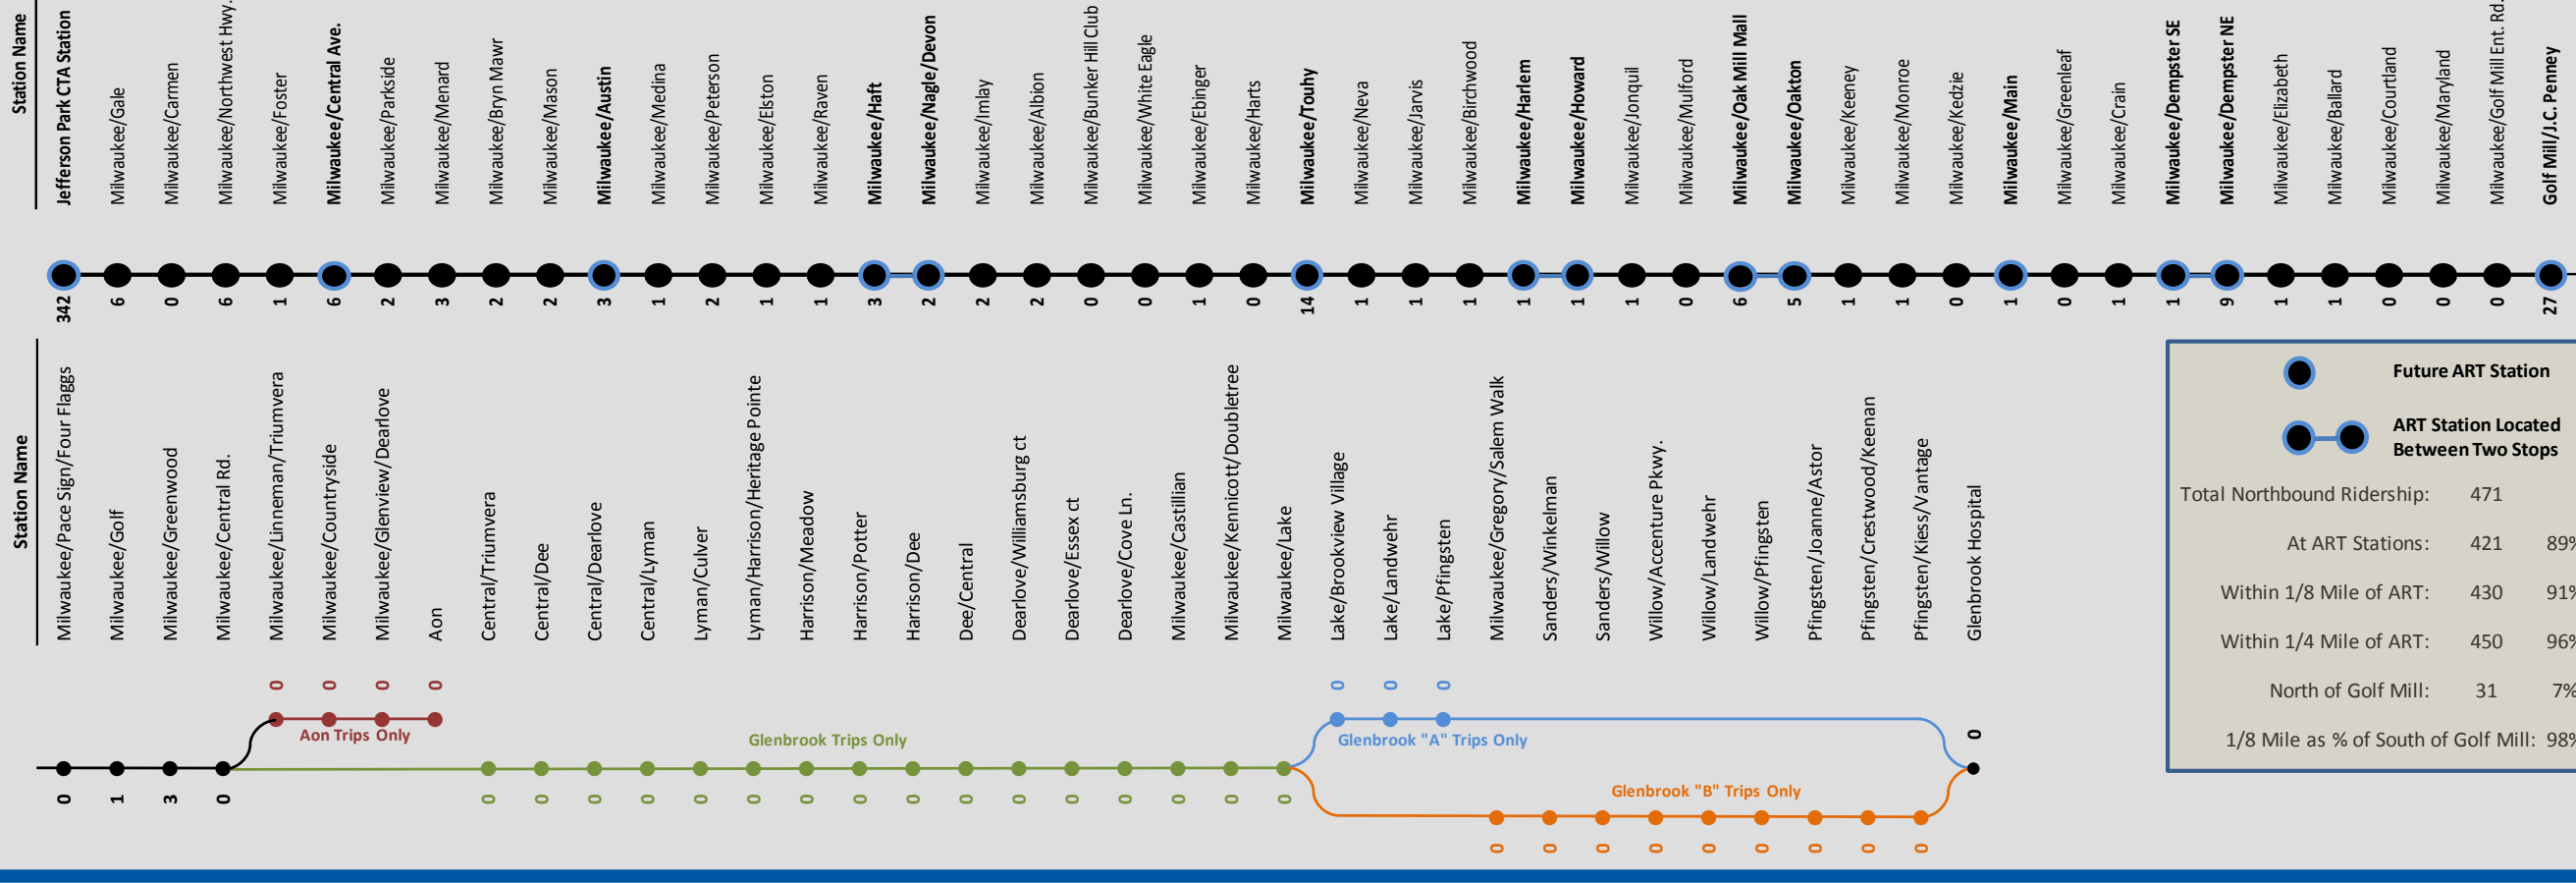 Station Name
Jefferson Park CTA Station
Milwaukee/Gale
Milwaukee/Carmen
Milwaukee/Northwest Hwy.
Milwaukee/Foster
Milwaukee/Central Ave.
Milwaukee/Parkside
Milwaukee/Menard
Milwaukee/Bryn Mawr
Milwaukee/Mason
Milwaukee/Austin
Milwaukee/Medina
Milwaukee/Peterson
Milwaukee/Elston
Milwaukee/Raven
Milwaukee/Haft
Milwaukee/Nagle/Devon
Milwaukee/Imlay
Milwaukee/Albion
Milwaukee/Bunker Hill Club
Milwaukee/White Eagle
Milwaukee/Ebinger
Milwaukee/Harts
Milwaukee/Touhy
Milwaukee/Neva
Milwaukee/Jarvis
Milwaukee/Birchwood
Milwaukee/Harlem
Milwaukee/Howard
Milwaukee/Jonquil
Milwaukee/Mulford
Milwaukee/Oak Mill Mall
Milwaukee/Oakton
Milwaukee/Keeney
Milwaukee/Monroe
Milwaukee/Kedzie
Milwaukee/Main
Milwaukee/Greenleaf
Milwaukee/Crain
Milwaukee/Dempster SE
Milwaukee/Dempster NE
Milwaukee/Elizabeth
Milwaukee/Ballard
Milwaukee/Courtland
Milwaukee/Maryland
Milwaukee/Golf Mill Ent. Rd.
Golf Mill/J.C. Penney
342 6 0 6 1 6 2 3 2 2 3 1 2 1 1 3 2 2 2 0 0 1 0 14 1 1 1 1 1 1 0 6 5 1 1 0 1 0 1 1 9 1 1 0 0 0 27
Station Name
Milwaukee/Pace Sign/Four Flaggs
Milwaukee/Golf
Milwaukee/Greenwood
Milwaukee/Central Rd.
Milwaukee/Linneman/Triumvera
Milwaukee/Countryside
Milwaukee/Glenview/Dearlove
Aon
Central/Triumvera
Central/Dee
Central/Dearlove
Central/Lyman
Lyman/Culver
Lyman/Harrison/Heritage Pointe
Harrison/Meadow
Harrison/Potter
Harrison/Dee
Dee/Central
Dearlove/Williamsburg ct
Dearlove/Essex ct
Dearlove/Cove Ln.
Milwaukee/Castillian
Milwaukee/Kennicott/Doubletree
Milwaukee/Lake
Lake/Brookview Village
Lake/Landwehr
Lake/Pfingsten
Milwaukee/Gregory/Salem Walk
Sanders/Winkelman
Sanders/Willow
Willow/Accenture Pkwy.
Willow/Landwehr
Willow/Pfingsten
Pfingsten/Joanne/Astor
Pfingsten/Crestwood/Keenan
Pfingsten/Kiess/Vantage
Glenbrook Hospital
0 0 0 0
Aon Trips Only
0 1 3 0
Glenbrook Trips Only
0 0 0 0 0 0 0 0 0 0 0 0 0 0 0 0
0 0 0
Glenbrook "A" Trips Only
Glenbrook "B" Trips Only
0 0 0 0 0 0 0 0 0
0
Future ART Station
ART Station Located
Between Two Stops
Total Northbound Ridership: 471
At ART Stations: 421 89%
Within 1/8 Mile of ART: 430 91%
Within 1/4 Mile of ART: 450 96%
North of Golf Mill: 31 7%
1/8 Mile as % of South of Golf Mill: 98%